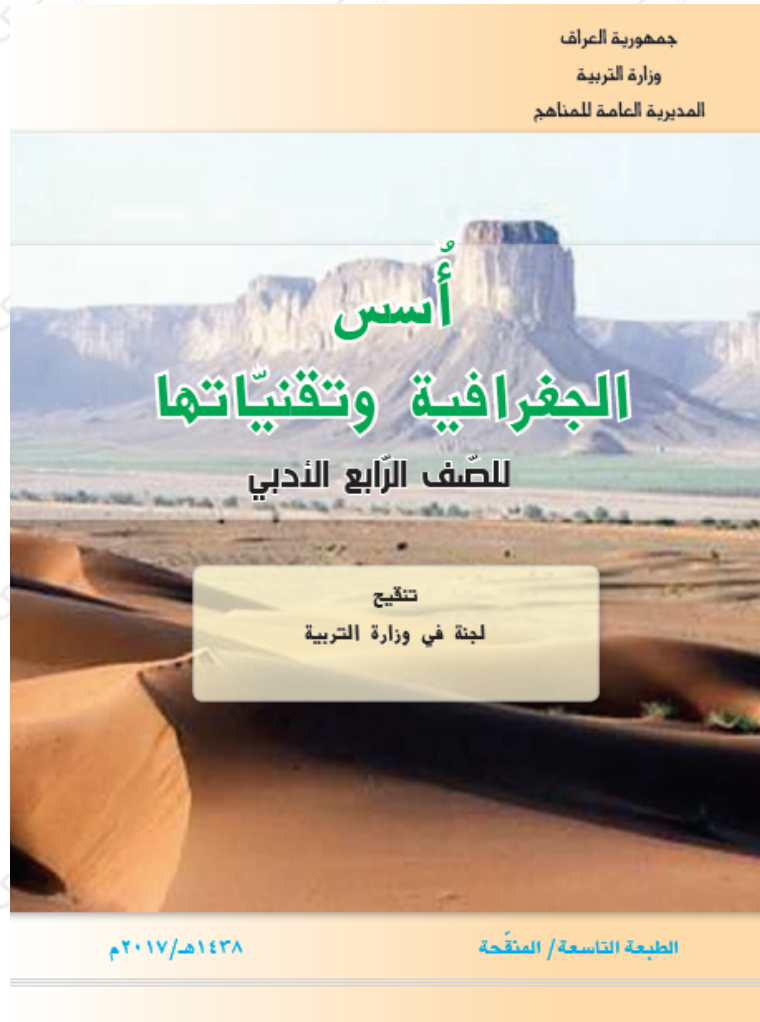 جمهورية العراق
وزارة التربية
المديرية العامة للمناهج
أُسس
الجغرافية وتقنيّاتها
للصّف الرّابع الأدبي
تنقيح
لجنة في وزارة التربية
الطبعة التاسعة/ المنقّحة
١٤٣٨هـ/٢٠١٧م